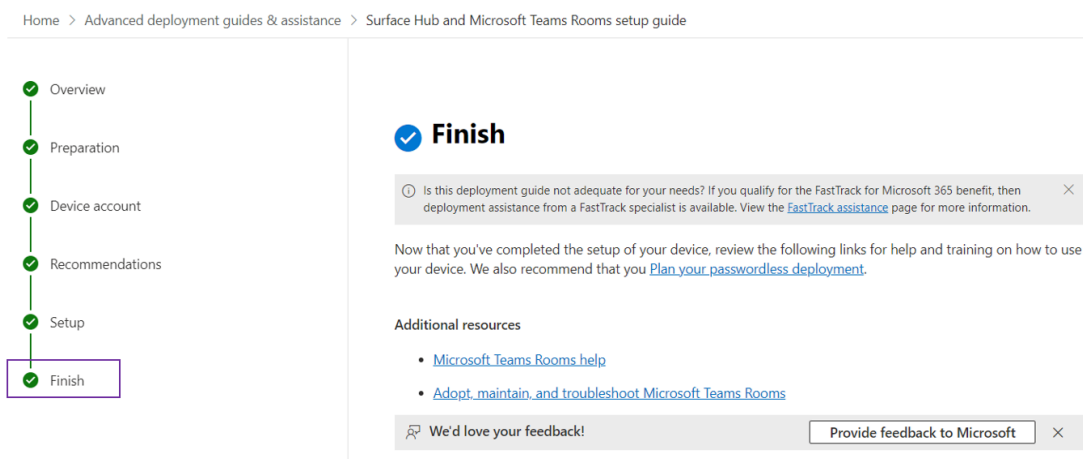 Home > Advanced deployment guides & assistance > Surface Hub and Microsoft Teams Rooms setup guide
Overview
Preparation
Device account
Recommendations
Setup
Finish
Finish
Is this deployment guide not adequate for your needs? If you qualify for the FastTrack for Microsoft 365 benefit, then
deployment assistance from a FastTrack specialist is available. View the FastTrack assistance page for more information.
Now that you've completed the setup of your device, review the following links for help and training on how to use
your device. We also recommend that you Plan your passwordless deployment.
Additional resources
• Microsoft Teams Rooms help
• Adopt, maintain, and troubleshoot Microsoft Teams Rooms
We'd love your feedback!
Provide feedback to Microsoft